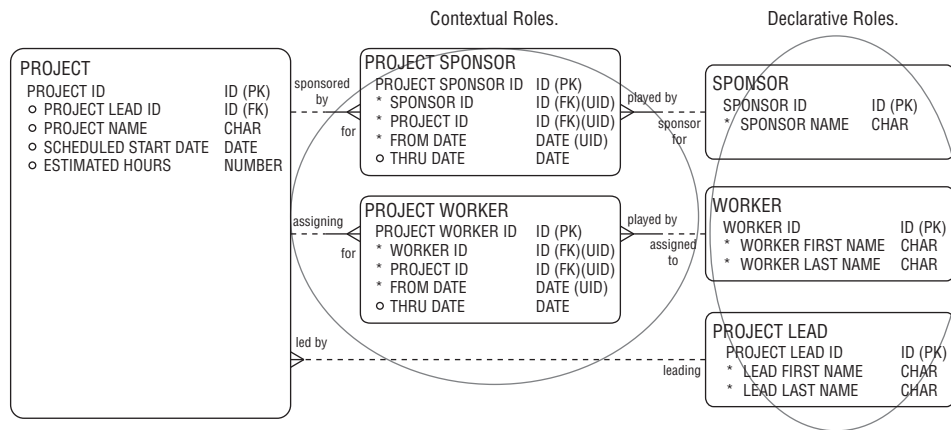 Contextual Roles.
Declarative Roles.
PROJECT
PROJECT ID ID (PK)
PROJECT LEAD ID ID (FK)
PROJECT NAME CHAR
SCHEDULED START DATE DATE
ESTIMATED HOURS NUMBER
sponsored
by
for
PROJECT SPONSOR
PROJECT SPONSOR ID ID (PK)
* SPONSOR ID ID (FK)(UID)
* PROJECT ID ID (FK)(UID)
* FROM DATE DATE (UID)
THRU DATE DATE
played by
sponsor
for
SPONSOR
SPONSOR ID ID (PK)
* SPONSOR NAME CHAR
assigning
for
PROJECT WORKER
PROJECT WORKER ID ID (PK)
* WORKER ID ID (FK)(UID)
* PROJECT ID ID (FK)(UID)
* FROM DATE DATE (UID)
THRU DATE DATE
played by
assigned
to
WORKER
WORKER ID ID (PK)
* WORKER FIRST NAME CHAR
* WORKER LAST NAME CHAR
led by
leading
PROJECT LEAD
PROJECT LEAD ID ID (PK)
* LEAD FIRST NAME CHAR
* LEAD LAST NAME CHAR